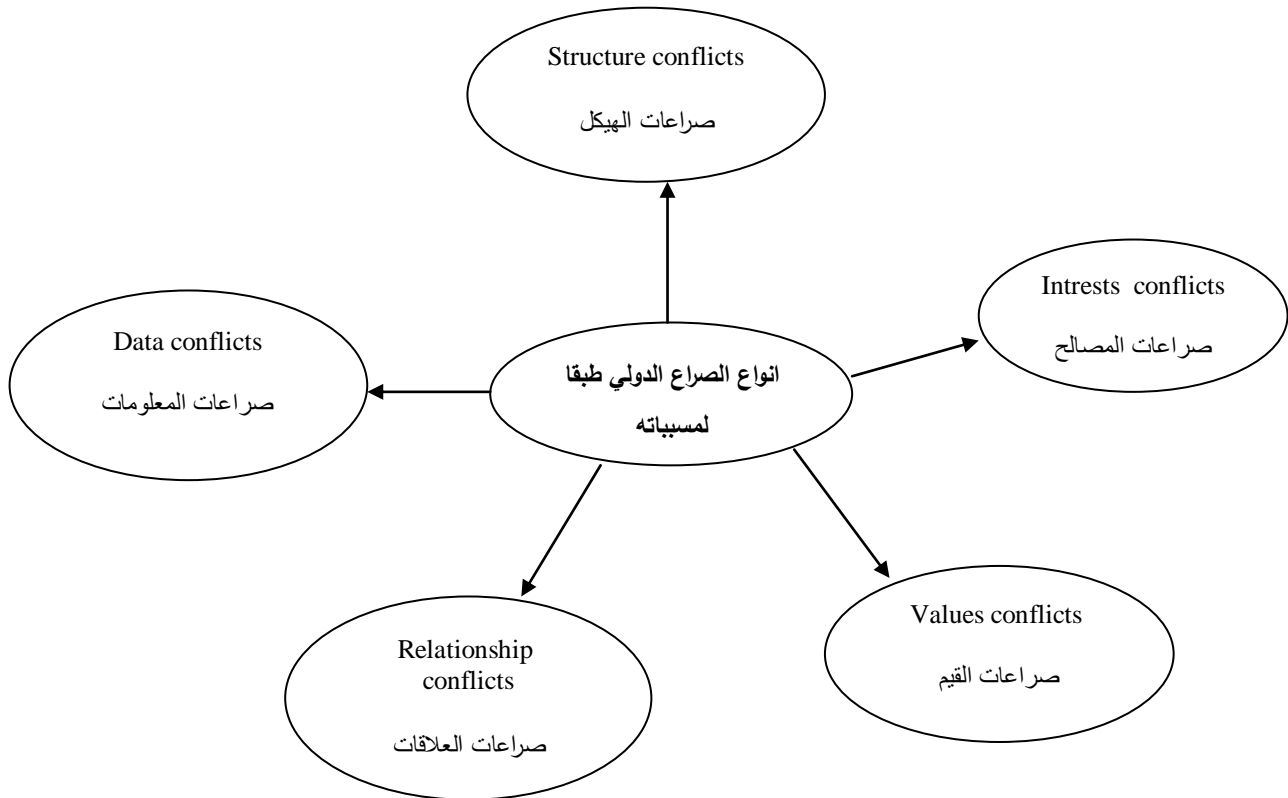 Structure conflicts
صراعات الهيكل
Intrests conflicts
صراعات المصالح
Data conflicts
صراعات المعلومات
انواع الصراع الدولي طبقا
لمسبباته
Values conflicts
صراعات القيم
Relationship
conflicts
صراعات العلاقات